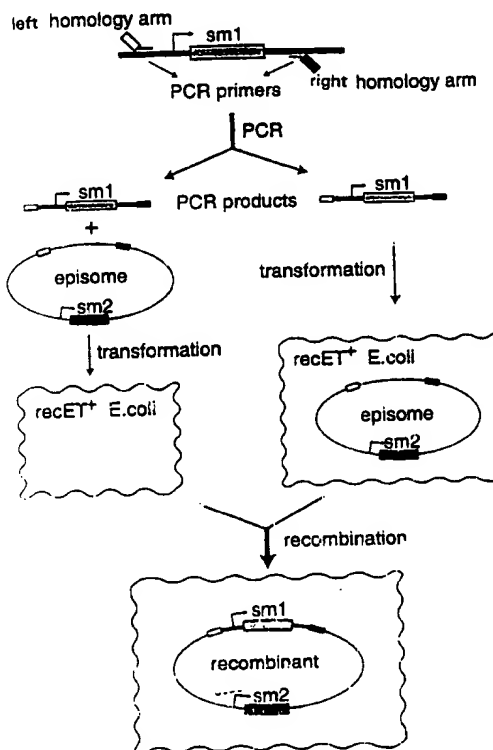 left homology arm
sm1
right homology arm
PCR primers
PCR
sm1
PCR products
sm1
+
episome
sm2
transformation
transformation
recET+ E.coli
recET+ E.coli
episome
sm2
recombination
sm1
recombinant
sm2